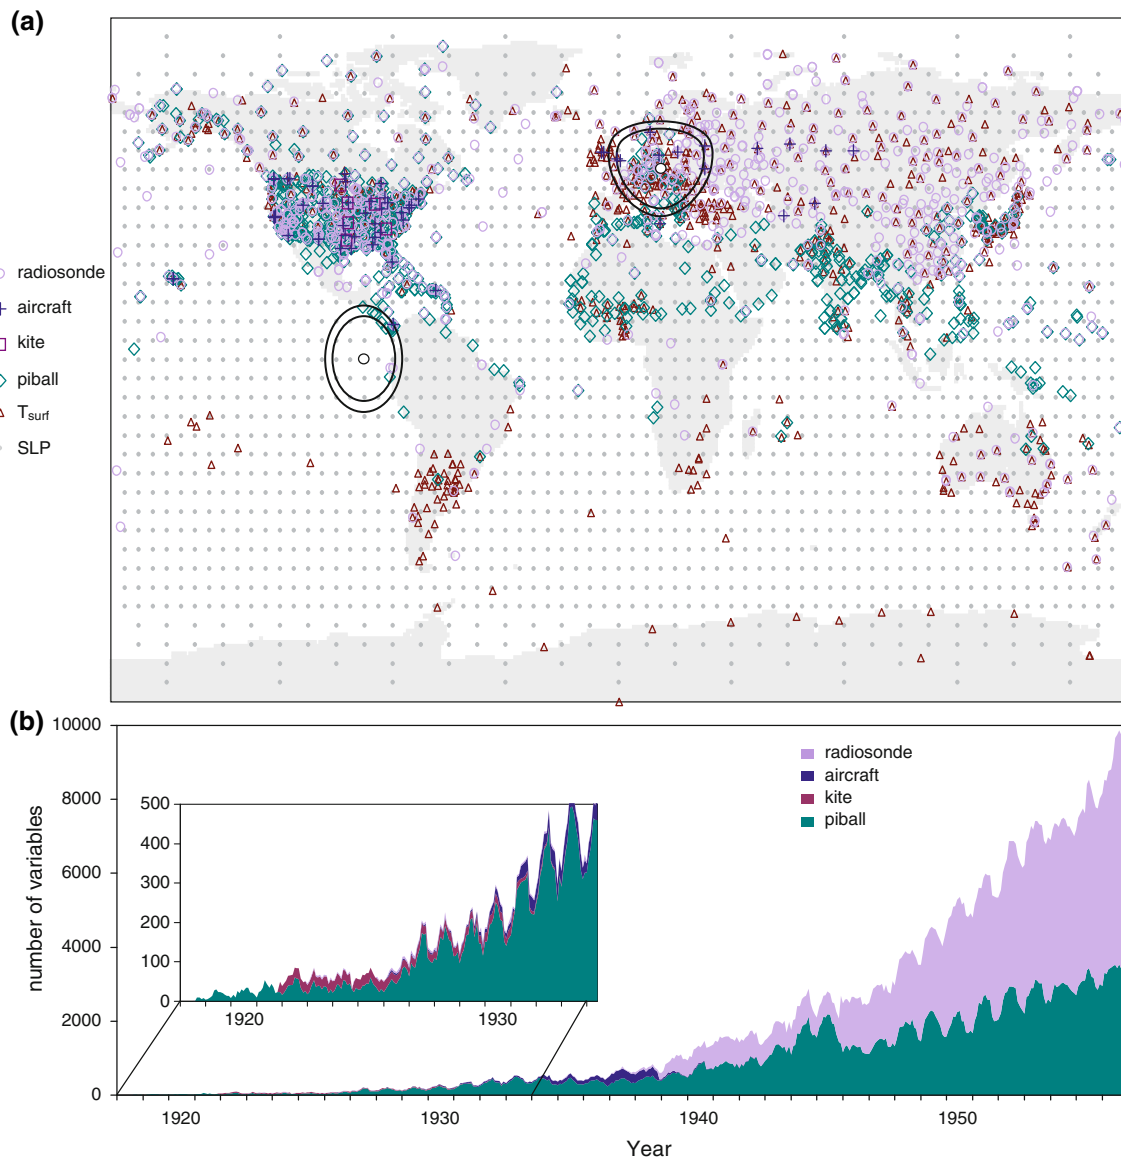 (a)
radiosonde
aircraft
kite
piball
Tsurf
SLP
(b)
10000
8000
6000
4000
2000
0
number of variables
500
400
300
200
100
0
1920
1930
radiosonde
aircraft
kite
piball
1920
1930
1940
1950
Year